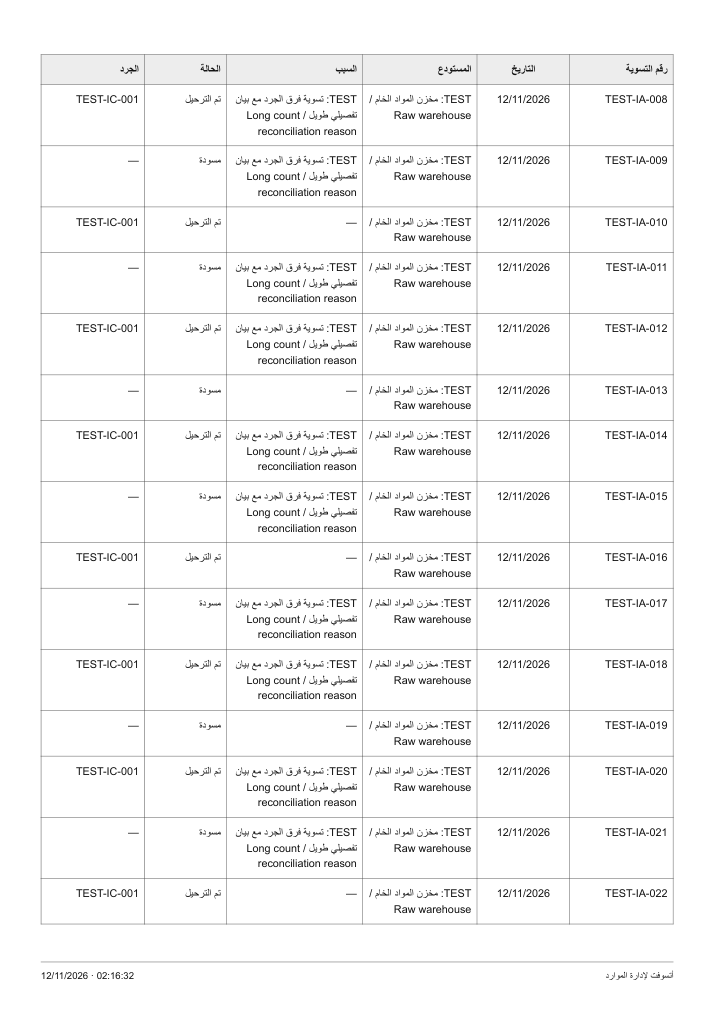 رقم التسوية	التاريخ	المستودع	السبب	الحالة	الجرد
TEST-IA-008	12/11/2026	TEST: مخزن المواد الخام /	TEST: تسوية فرق الجرد مع بيان	تم الترحيل	TEST-IC-001
Raw warehouse	تفصيلي طويل / Long count
reconciliation reason
TEST-IA-009	12/11/2026	TEST: مخزن المواد الخام /	TEST: تسوية فرق الجرد مع بيان	مسودة	—
Raw warehouse	تفصيلي طويل / Long count
reconciliation reason
TEST-IA-010	12/11/2026	TEST: مخزن المواد الخام /	—	تم الترحيل	TEST-IC-001
Raw warehouse
TEST-IA-011	12/11/2026	TEST: مخزن المواد الخام /	TEST: تسوية فرق الجرد مع بيان	مسودة	—
Raw warehouse	تفصيلي طويل / Long count
reconciliation reason
TEST-IA-012	12/11/2026	TEST: مخزن المواد الخام /	TEST: تسوية فرق الجرد مع بيان	تم الترحيل	TEST-IC-001
Raw warehouse	تفصيلي طويل / Long count
reconciliation reason
TEST-IA-013	12/11/2026	TEST: مخزن المواد الخام /	—	مسودة	—
Raw warehouse
TEST-IA-014	12/11/2026	TEST: مخزن المواد الخام /	TEST: تسوية فرق الجرد مع بيان	تم الترحيل	TEST-IC-001
Raw warehouse	تفصيلي طويل / Long count
reconciliation reason
TEST-IA-015	12/11/2026	TEST: مخزن المواد الخام /	TEST: تسوية فرق الجرد مع بيان	مسودة	—
Raw warehouse	تفصيلي طويل / Long count
reconciliation reason
TEST-IA-016	12/11/2026	TEST: مخزن المواد الخام /	—	تم الترحيل	TEST-IC-001
Raw warehouse
TEST-IA-017	12/11/2026	TEST: مخزن المواد الخام /	TEST: تسوية فرق الجرد مع بيان	مسودة	—
Raw warehouse	تفصيلي طويل / Long count
reconciliation reason
TEST-IA-018	12/11/2026	TEST: مخزن المواد الخام /	TEST: تسوية فرق الجرد مع بيان	تم الترحيل	TEST-IC-001
Raw warehouse	تفصيلي طويل / Long count
reconciliation reason
TEST-IA-019	12/11/2026	TEST: مخزن المواد الخام /	—	مسودة	—
Raw warehouse
TEST-IA-020	12/11/2026	TEST: مخزن المواد الخام /	TEST: تسوية فرق الجرد مع بيان	تم الترحيل	TEST-IC-001
Raw warehouse	تفصيلي طويل / Long count
reconciliation reason
TEST-IA-021	12/11/2026	TEST: مخزن المواد الخام /	TEST: تسوية فرق الجرد مع بيان	مسودة	—
Raw warehouse	تفصيلي طويل / Long count
reconciliation reason
TEST-IA-022	12/11/2026	TEST: مخزن المواد الخام /	—	تم الترحيل	TEST-IC-001
Raw warehouse
أتسوفت لإدارة الموارد	12/11/2026 · 02:16:32